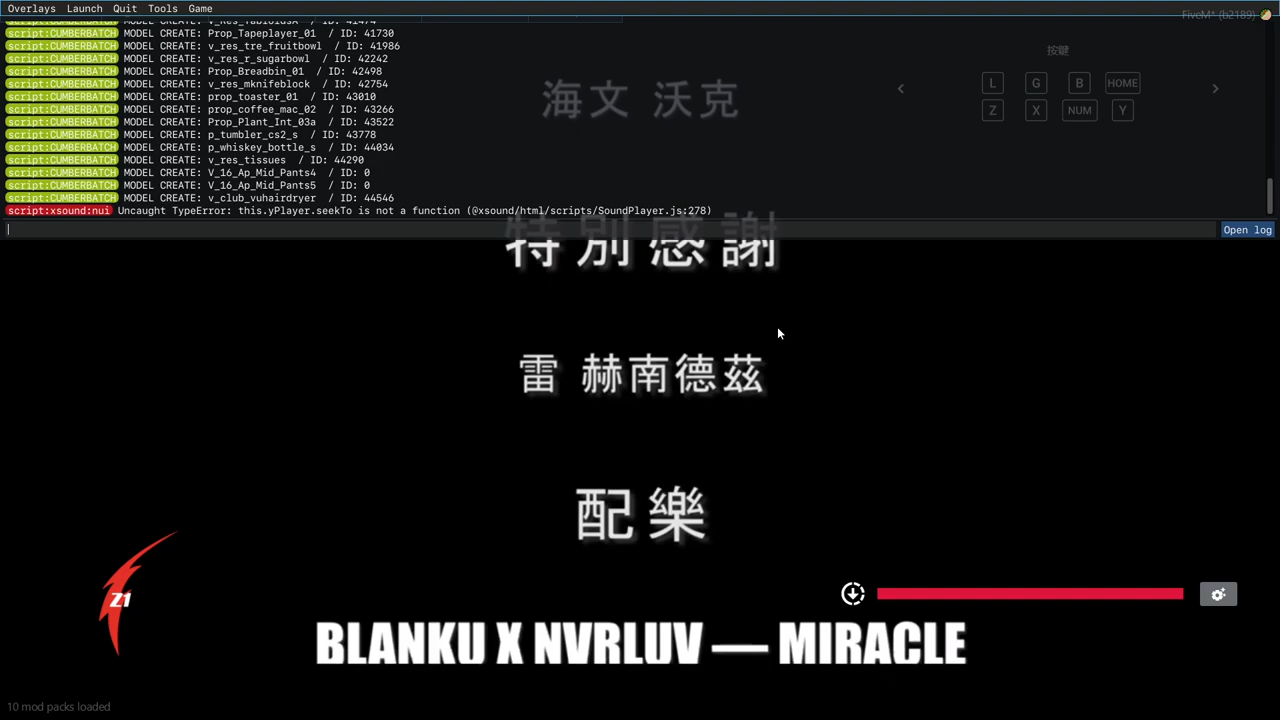 Overlays Launch Quit Tools Game
FiveM* (b2189)
script:CUMBERBATCH MODEL CREATE: v_Res_TabloidsA / ID: 41474
script:CUMBERBATCH MODEL CREATE: Prop_Tapeplayer_01 / ID: 41730
script:CUMBERBATCH MODEL CREATE: v_res_tre_fruitbowl / ID: 41986
script:CUMBERBATCH MODEL CREATE: v_res_r_sugarbowl / ID: 42242
script:CUMBERBATCH MODEL CREATE: Prop_Breadbin_01 / ID: 42498
script:CUMBERBATCH MODEL CREATE: v_res_mknifeblock / ID: 42754
script:CUMBERBATCH MODEL CREATE: prop_toaster_01 / ID: 43010
script:CUMBERBATCH MODEL CREATE: prop_coffee_mac_02 / ID: 43266
script:CUMBERBATCH MODEL CREATE: Prop_Plant_Int_03a / ID: 43522
script:CUMBERBATCH MODEL CREATE: p_tumbler_cs2_s / ID: 43778
script:CUMBERBATCH MODEL CREATE: p_whiskey_bottle_s / ID: 44034
script:CUMBERBATCH MODEL CREATE: v_res_tissues / ID: 44290
script:CUMBERBATCH MODEL CREATE: V_16_Ap_Mid_Pants4 / ID: 0
script:CUMBERBATCH MODEL CREATE: V_16_Ap_Mid_Pants5 / ID: 0
script:CUMBERBATCH MODEL CREATE: v_club_vuhairdryer / ID: 44546
script:xsound:nui Uncaught TypeError: this.yPlayer.seekTo is not a function (@xsound/html/scripts/SoundPlayer.js:278)
Open log
按鍵
L G B HOME
Z X NUM Y
海文 沃克
特別感謝
雷 赫南德茲
配樂
Z1
BLANKU X NVRLUV — MIRACLE
10 mod packs loaded